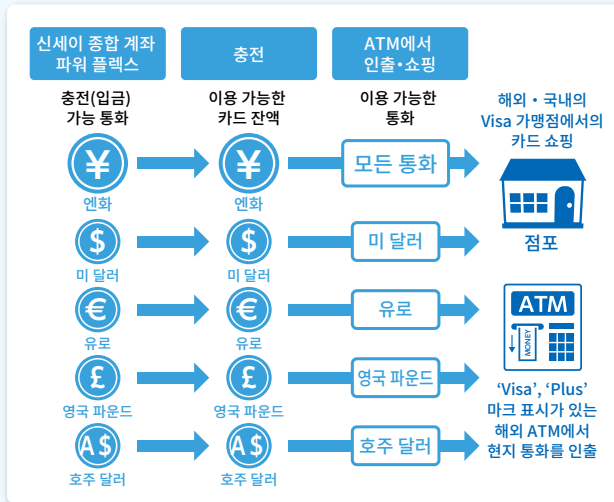 신세이 종합 계좌
파워 플렉스
충전
ATM에서
인출･쇼핑
충전(입금)
가능 통화
이용 가능한
카드 잔액
이용 가능한
통화
해외・국내의
Visa 가맹점에서의
카드 쇼핑
¥
¥
모든 통화
엔화
엔화
$
$
미 달러
점포
미 달러
미 달러
€
€
유로
ATM
MONEY
유로
유로
£
£
영국 파운드
영국 파운드
영국 파운드
‘Visa’, ‘Plus’
마크 표시가 있는
해외 ATM에서
현지 통화를 인출
A$
A$
호주 달러
호주 달러
호주 달러